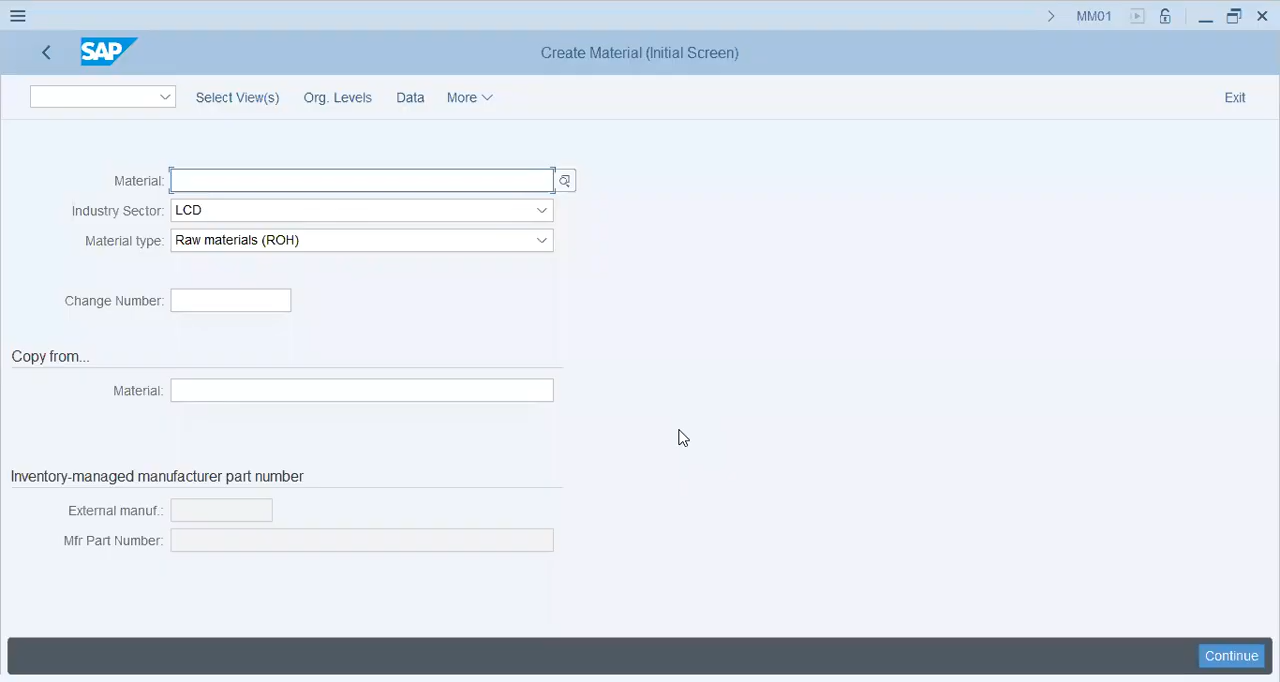 MM01
SAP
Create Material (Initial Screen)
Select View(s) Org. Levels Data More Exit
Material:
Industry Sector: LCD
Material type: Raw materials (ROH)
Change Number:
Copy from...
Material:
Inventory-managed manufacturer part number
External manuf.:
Mfr Part Number:
Continue